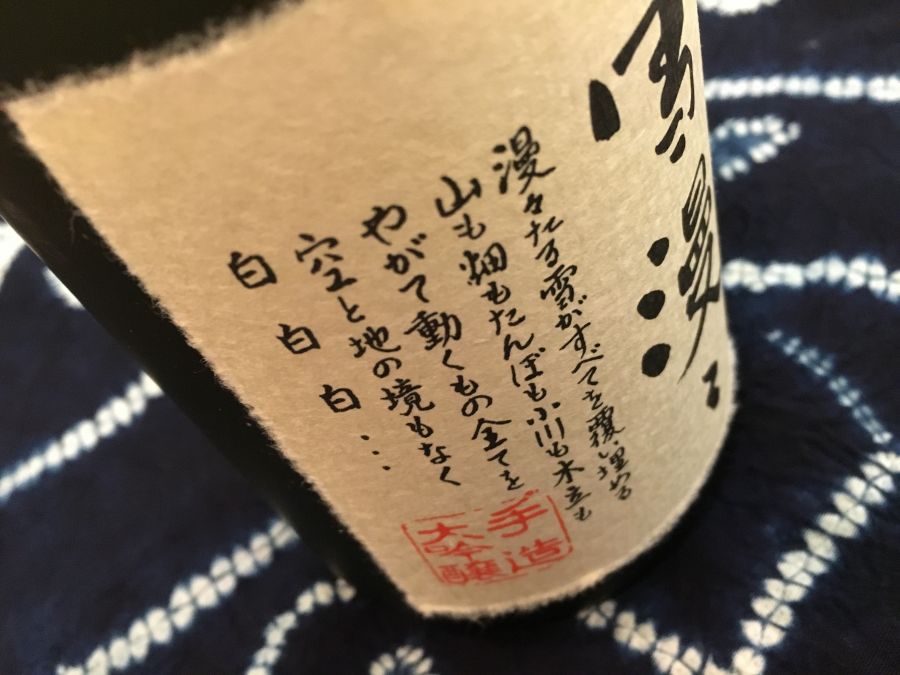 雪漫々
漫々たる雪がすべてを覆い埋める
山も畑もたんぼも小川も木立も
やがて動くもの全てを
空と地の境もなく
白 白 白…
手造
大吟醸